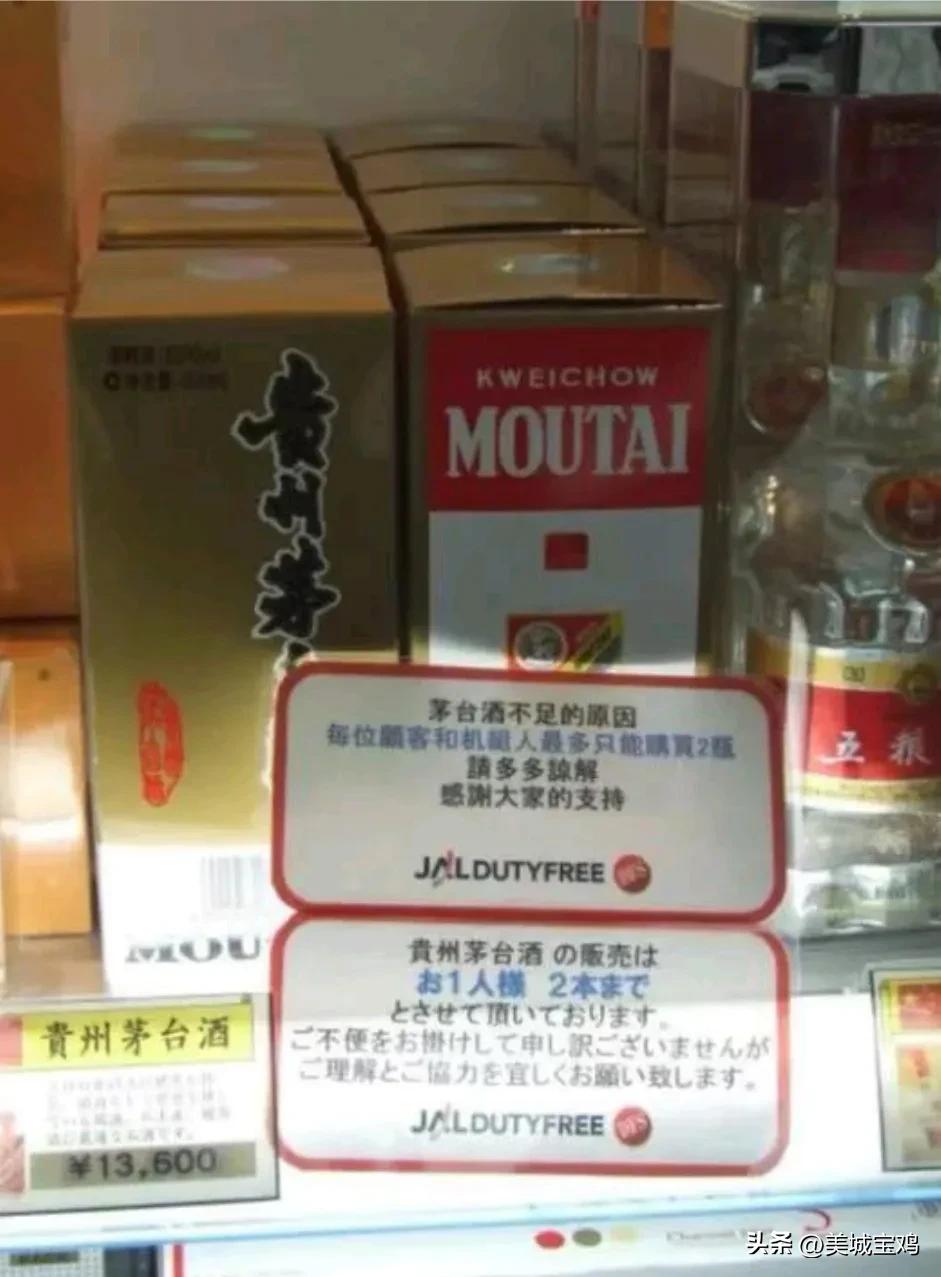 貴州茅
KWEICHOW
MOUTAI
五粮
茅台酒不足的原因
每位顧客和机組人最多只能購買2瓶
請多多諒解
感謝大家的支持
JALDUTYFREE
貴州茅台酒 の販売は
お1人様 2本まで
とさせて頂いております。
ご不便をお掛けして申し訳ございませんが
ご理解とご協力を宜しくお願い致します。
JALDUTYFREE
貴州茅台酒
¥13,600
头条 @美城宝鸡